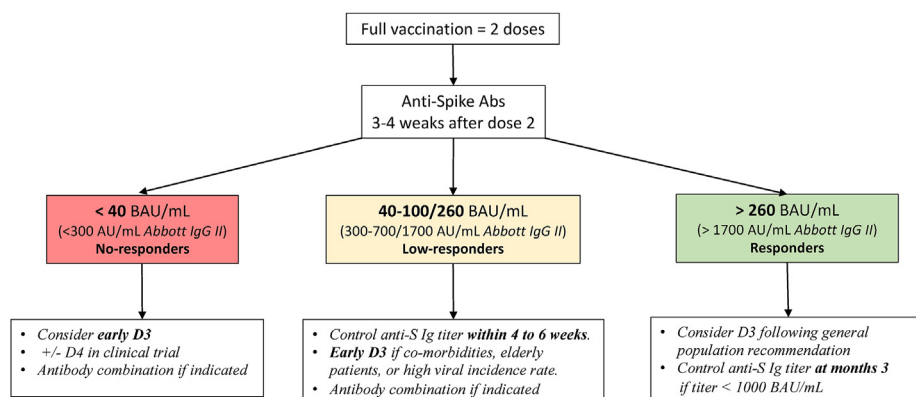 Full vaccination = 2 doses
Anti-Spike Abs
3-4 weaks after dose 2
< 40 BAU/mL
(<300 AU/mL Abbott IgG II)
No-responders
40-100/260 BAU/mL
(300-700/1700 AU/mL Abbott IgG II)
Low-responders
> 260 BAU/mL
(> 1700 AU/mL Abbott IgG II)
Responders
• Consider early D3
• +/- D4 in clinical trial
• Antibody combination if indicated
• Control anti-S Ig titer within 4 to 6 weeks.
• Early D3 if co-morbidities, elderly
patients, or high viral incidence rate.
• Antibody combination if indicated
• Consider D3 following general
population recommendation
• Control anti-S Ig titer at months 3
if titer < 1000 BAU/mL